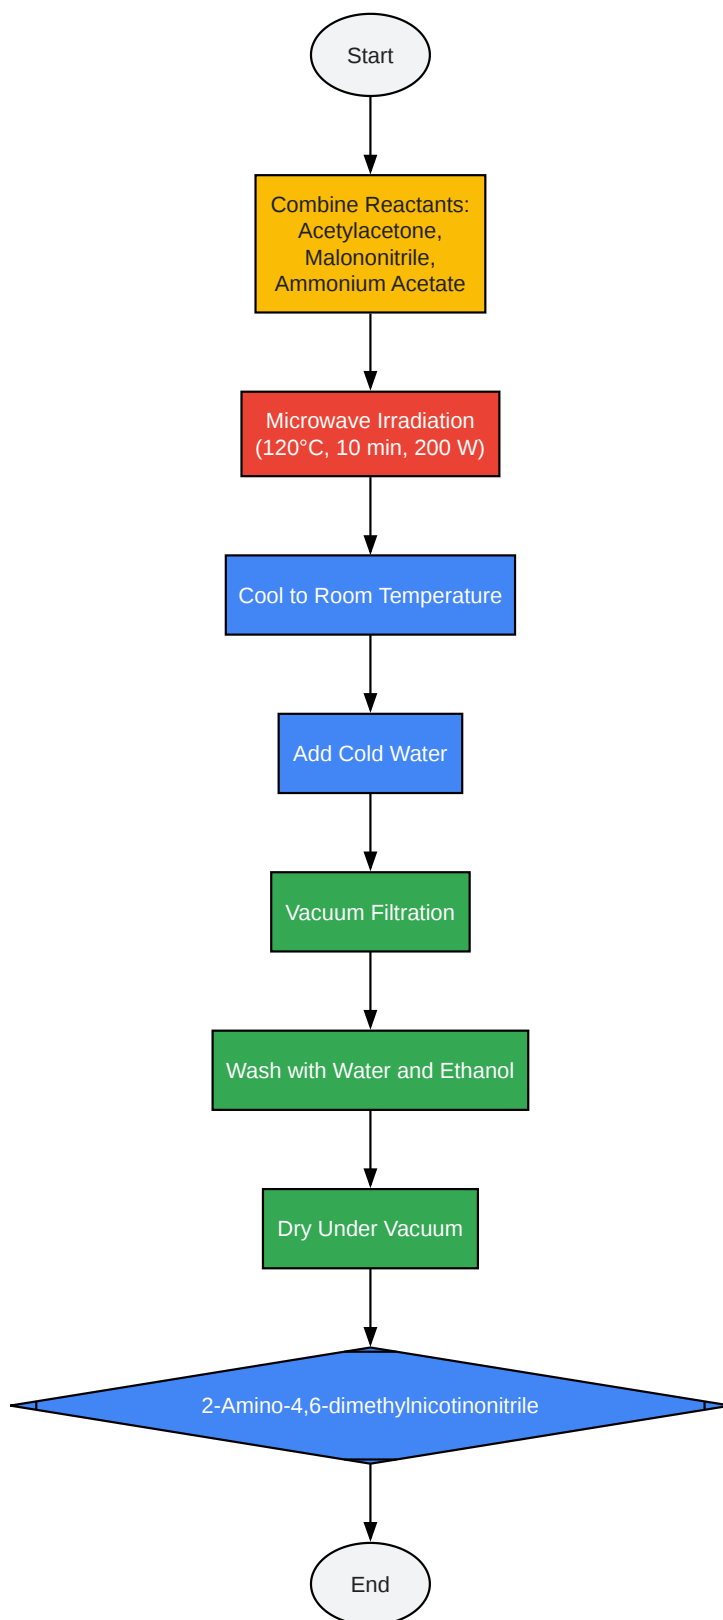 Start
Combine Reactants:
Acetylacetone,
Malononitrile,
Ammonium Acetate
Microwave Irradiation
(120°C, 10 min, 200 W)
Cool to Room Temperature
Add Cold Water
Vacuum Filtration
Wash with Water and Ethanol
Dry Under Vacuum
2-Amino-4,6-dimethylnicotinonitrile
End